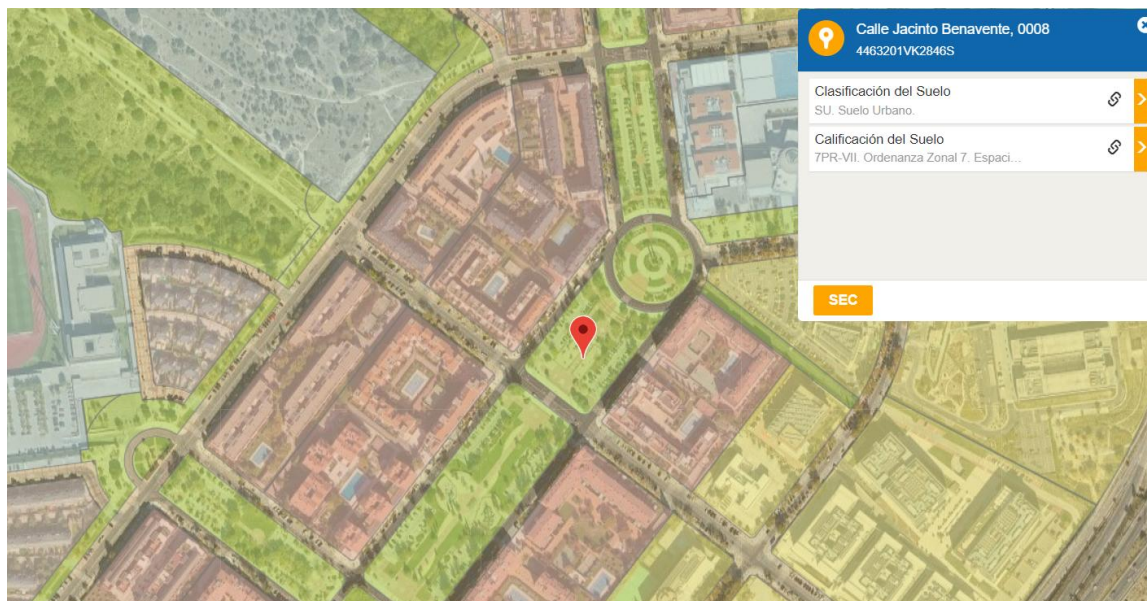 Calle Jacinto Benavente, 0008
4463201VK2846S
Clasificación del Suelo
SU. Suelo Urbano.
Calificación del Suelo
7PR-VII. Ordenanza Zonal 7. Espaci...
SEC